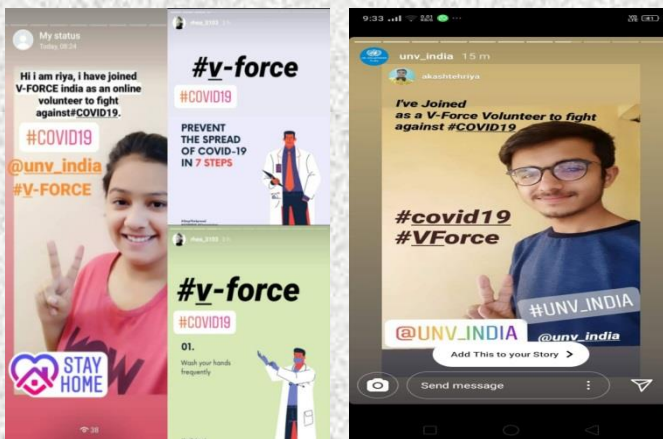 My status
Today 08:24
Hi i am riya, i have joined
V-FORCE india as an online
volunteer to fight
against#COVID19.
#COVID19
@unv_india
#V-FORCE
STAY
HOME
38
#v-force
#COVID19
PREVENT
THE SPREAD
OF COVID-19
IN 7 STEPS
#v-force
#COVID19
01.
Wash your hands
frequently
9:33
unv_india 15 m
akashtehriya
I've Joined
as a V-Force Volunteer to fight
against #COVID19
#covid19
#VForce
#UNV_INDIA
@UNV_INDIA
@unv_india
Add This to your Story >
Send message